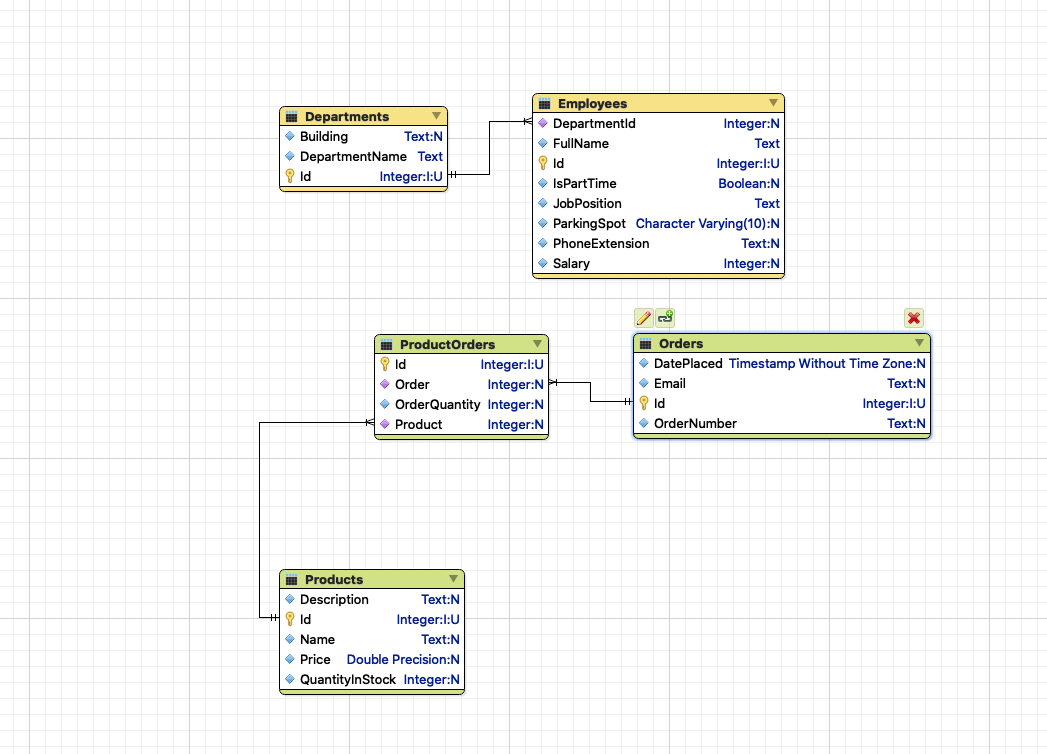 Departments
Building Text:N
DepartmentName Text
Id Integer:I:U
Employees
DepartmentId Integer:N
FullName Text
Id Integer:I:U
IsPartTime Boolean:N
JobPosition Text
ParkingSpot Character Varying(10):N
PhoneExtension Text:N
Salary Integer:N
ProductOrders
Id Integer:I:U
Order Integer:N
OrderQuantity Integer:N
Product Integer:N
Orders
DatePlaced Timestamp Without Time Zone:N
Email Text:N
Id Integer:I:U
OrderNumber Text:N
Products
Description Text:N
Id Integer:I:U
Name Text:N
Price Double Precision:N
QuantityInStock Integer:N